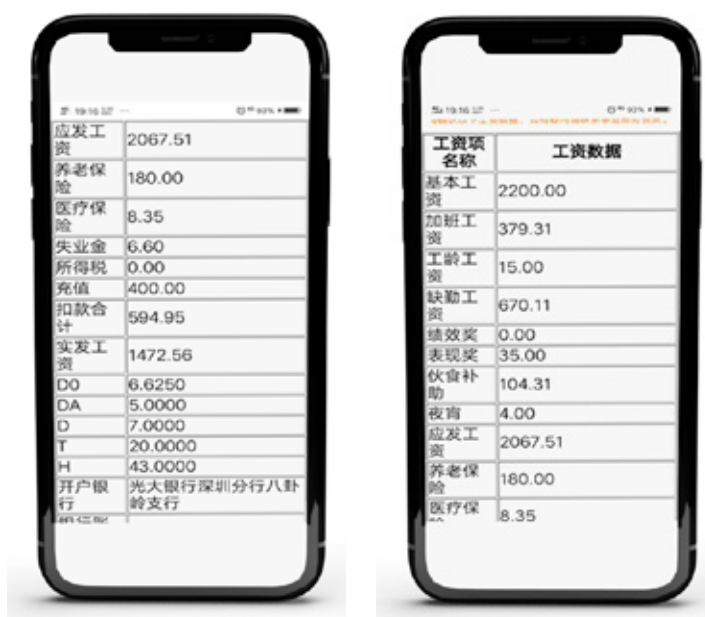 19:16
93%
应发工
资
2067.51
养老保
险
180.00
医疗保
险
8.35
失业金 6.60
所得税 0.00
充值 400.00
扣款合
计
594.95
实发工
资
1472.56
D0 6.6250
DA 5.0000
D 7.0000
T 20.0000
H 43.0000
开户银
行
光大银行深圳分行八卦
岭支行
19:16
93%
工资项
名称
工资数据
基本工
资
2200.00
加班工
资
379.31
工龄工
资
15.00
缺勤工
资
670.11
绩效奖 0.00
表现奖 35.00
伙食补
助
104.31
夜宵 4.00
应发工
资
2067.51
养老保
险
180.00
医疗保
8.35